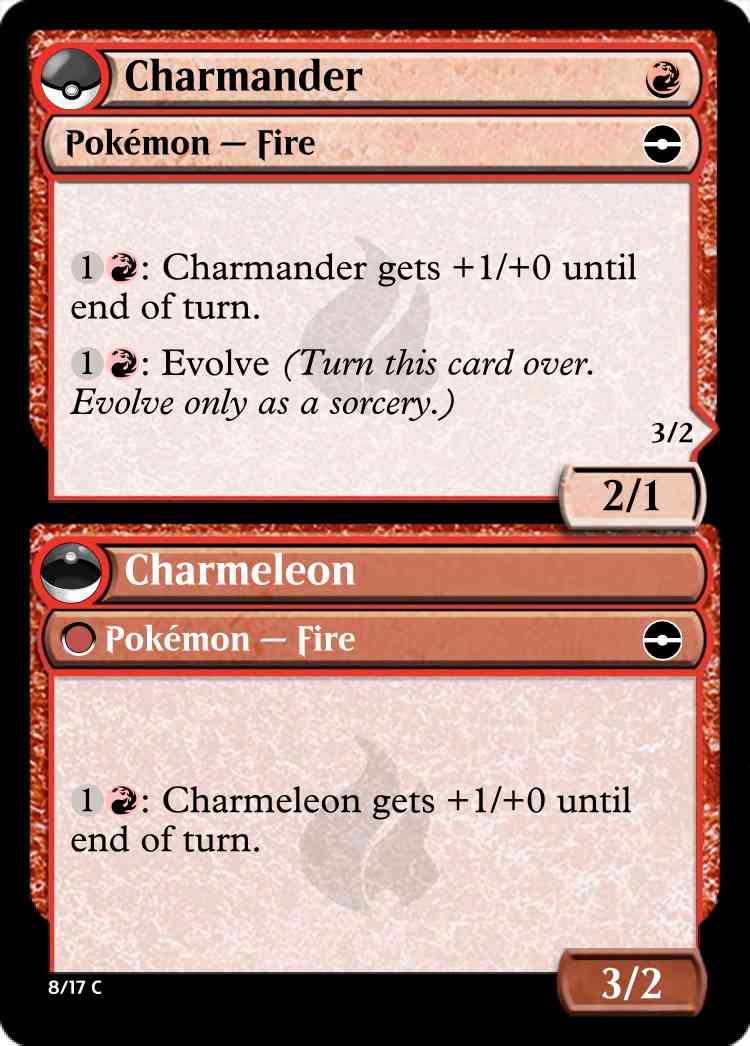 Charmander
Pokémon — Fire
1: Charmander gets +1/+0 until
end of turn.
1: Evolve (Turn this card over.
Evolve only as a sorcery.)
3/2
2/1
Charmeleon
Pokémon — Fire
1: Charmeleon gets +1/+0 until
end of turn.
3/2
8/17 C